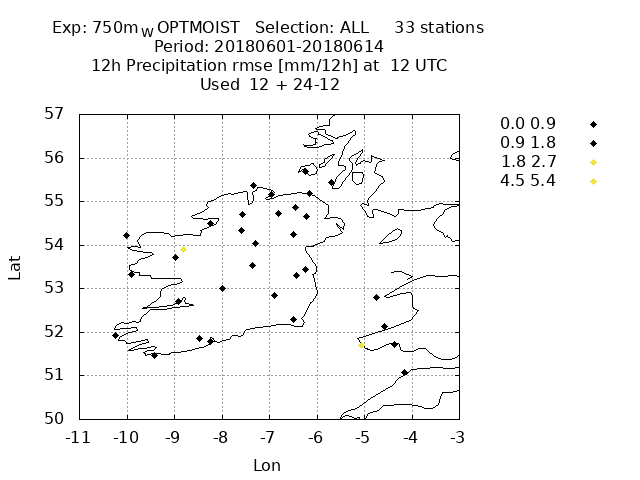 Exp: 750m_W OPTMOIST Selection: ALL 33 stations
Period: 20180601-20180614
12h Precipitation rmse [mm/12h] at 12 UTC
Used 12 + 24-12
0.0 0.9
0.9 1.8
1.8 2.7
4.5 5.4
57
56
55
54
53
52
51
50
Lat
-11 -10 -9 -8 -7 -6 -5 -4 -3
Lon